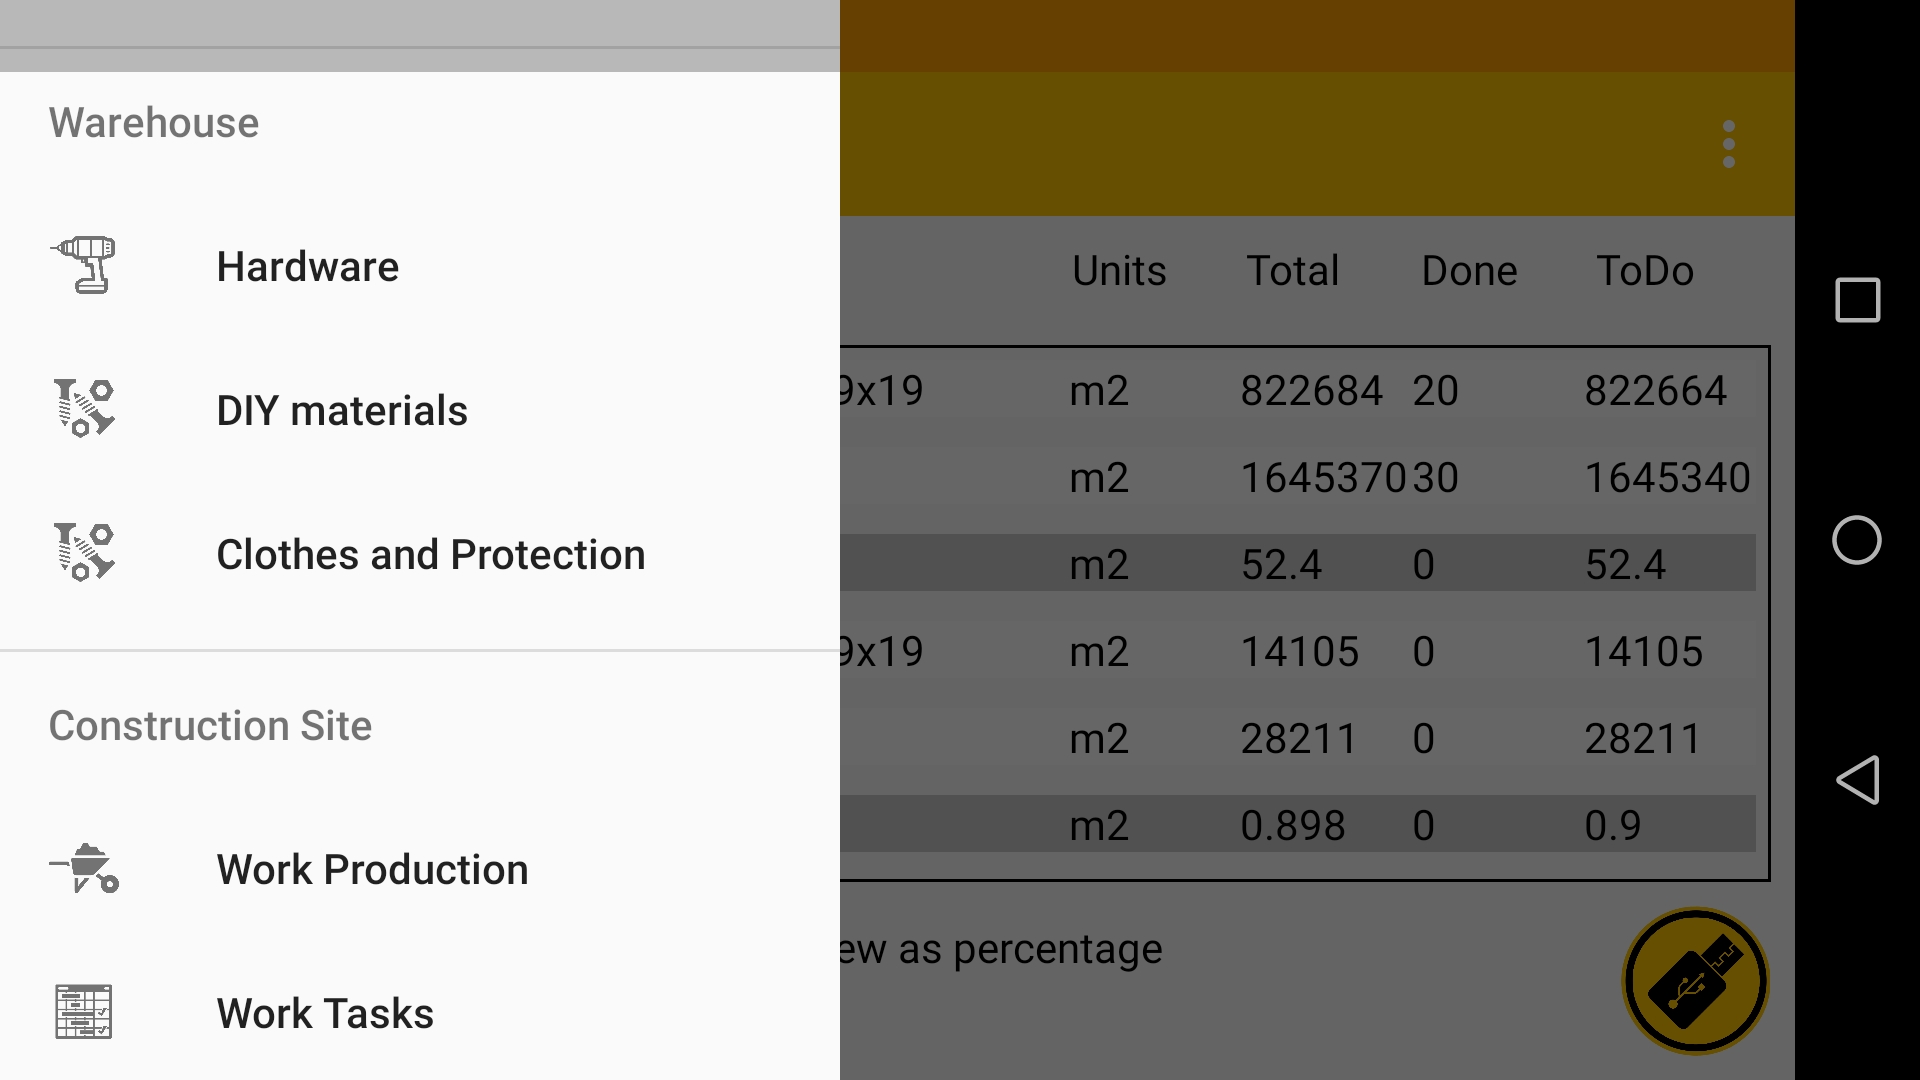 Warehouse
Hardware
DIY materials
Clothes and Protection
Construction Site
Work Production
Work Tasks
Units Total Done ToDo
9x19 m2 822684 20 822664
m2 1645370 30 1645340
m2 52.4 0 52.4
9x19 m2 14105 0 14105
m2 28211 0 28211
m2 0.898 0 0.9
ew as percentage